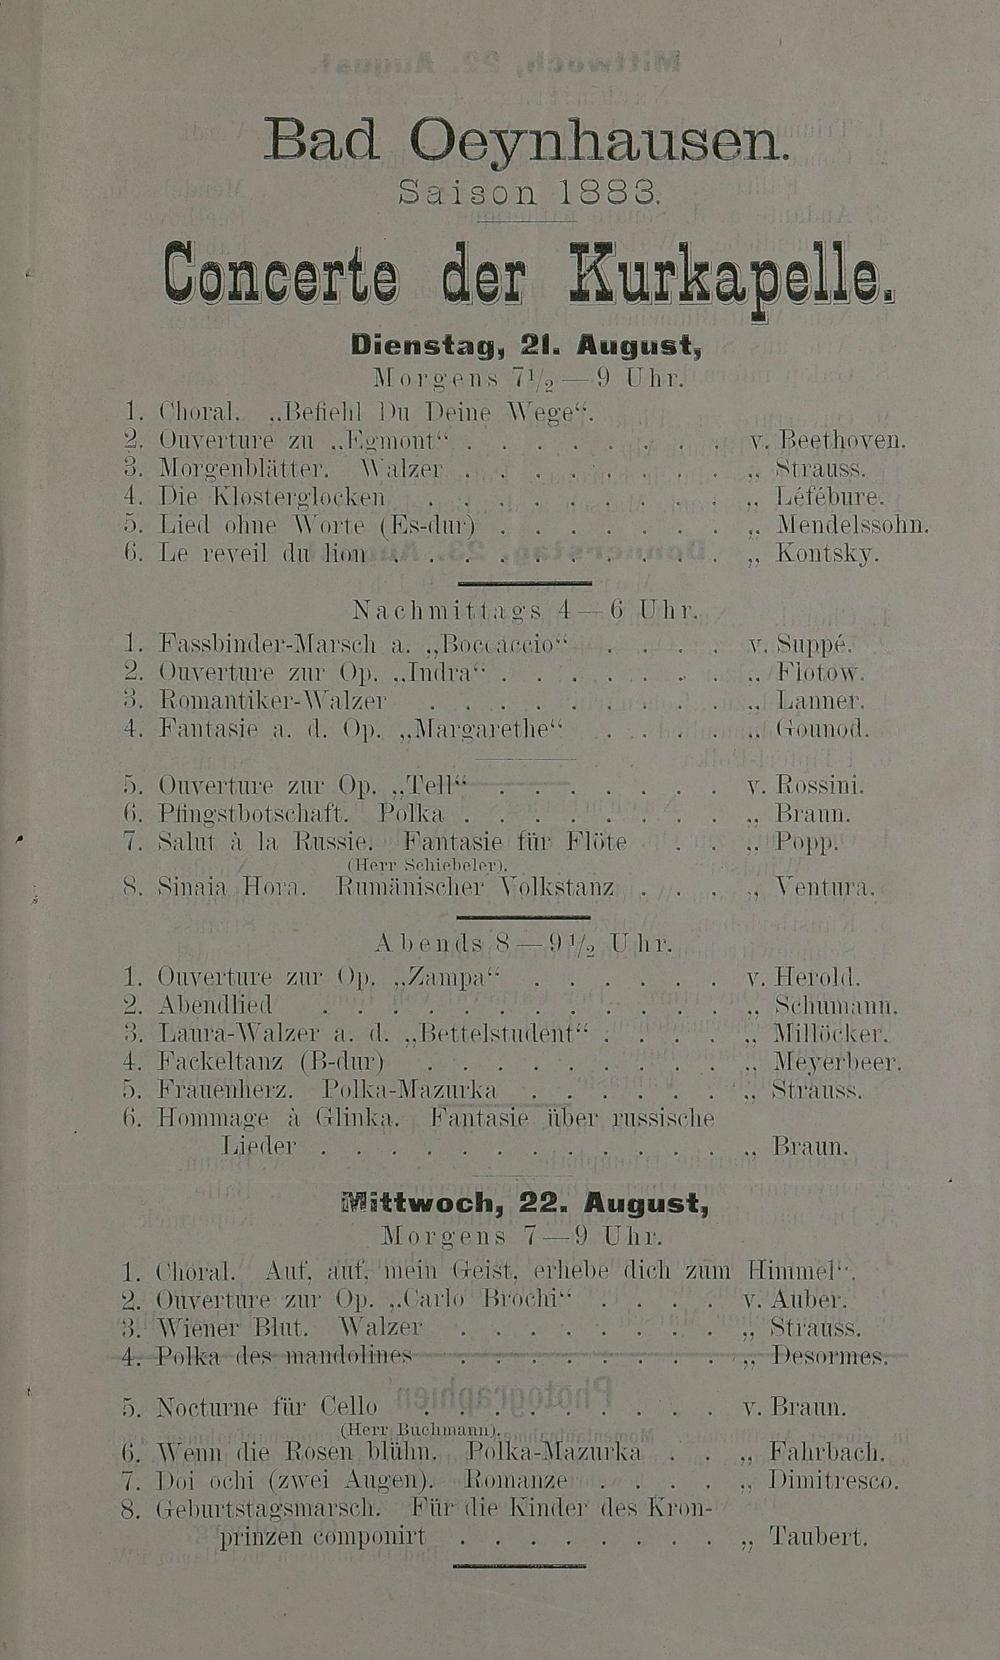 Bad Oeynhausen.
Saison 1883.
Concerte der Kurkapelle.
Dienstag, 21. August,
Morgens 7½—9 Uhr.
1. Choral. „Befiehl Du Deine Wege“.
2. Ouverture zu „Egmont“ . . . . . . . . . v. Beethoven.
3. Morgenblätter. Walzer . . . . . . . . . „ Strauss.
4. Die Klosterglocken . . . . . . . . . . „ Léfébure.
5. Lied ohne Worte (Es-dur) . . . . . . . . „ Mendelssohn.
6. Le reveil du lion . . . . . . . . . . . „ Kontsky.
Nachmittags 4—6 Uhr.
1. Fassbinder-Marsch a. „Boccaccio“ . . . . v. Suppé.
2. Ouverture zur Op. „Indra“ . . . . . . . „ Flotow.
3. Romantiker-Walzer . . . . . . . . . . „ Lanner.
4. Fantasie a. d. Op. „Margarethe“ . . . . „ Gounod.
5. Ouverture zur Op. „Tell“ . . . . . . . v. Rossini.
6. Pfingstbotschaft. Polka . . . . . . . . . „ Braun.
7. Salut à la Russie. Fantasie für Flöte . . „ Popp.
(Herr Schiebeler).
8. Sinaia Hora. Rumänischer Volkstanz . . . „ Ventura.
Abends 8—9½ Uhr.
1. Ouverture zur Op. „Zampa“ . . . . . . v. Herold.
2. Abendlied . . . . . . . . . . . . . „ Schumann.
3. Laura-Walzer a. d. „Bettelstudent“ . . . . „ Millöcker.
4. Fackeltanz (B-dur) . . . . . . . . . . „ Meyerbeer.
5. Frauenherz. Polka-Mazurka . . . . . . „ Strauss.
6. Hommage à Glinka. Fantasie über russische
Lieder . . . . . . . . . . . . . . „ Braun.
Mittwoch, 22. August,
Morgens 7—9 Uhr.
1. Choral. Auf, auf, mein Geist, erhebe dich zum Himmel“.
2. Ouverture zur Op. „Carlo Brochi“ . . . . v. Auber.
3. Wiener Blut. Walzer . . . . . . . . . „ Strauss.
4. Polka des mandolines . . . . . . . . . „ Desormes.
5. Nocturne für Cello . . . . . . . . . . v. Braun.
(Herr Buchmann).
6. Wenn die Rosen blühn. Polka-Mazurka . . „ Fahrbach.
7. Doi ochi (zwei Augen). Romanze . . . . „ Dimitresco.
8. Geburtstagsmarsch. Für die Kinder des Kron-
prinzen componirt . . . . . . . . „ Taubert.